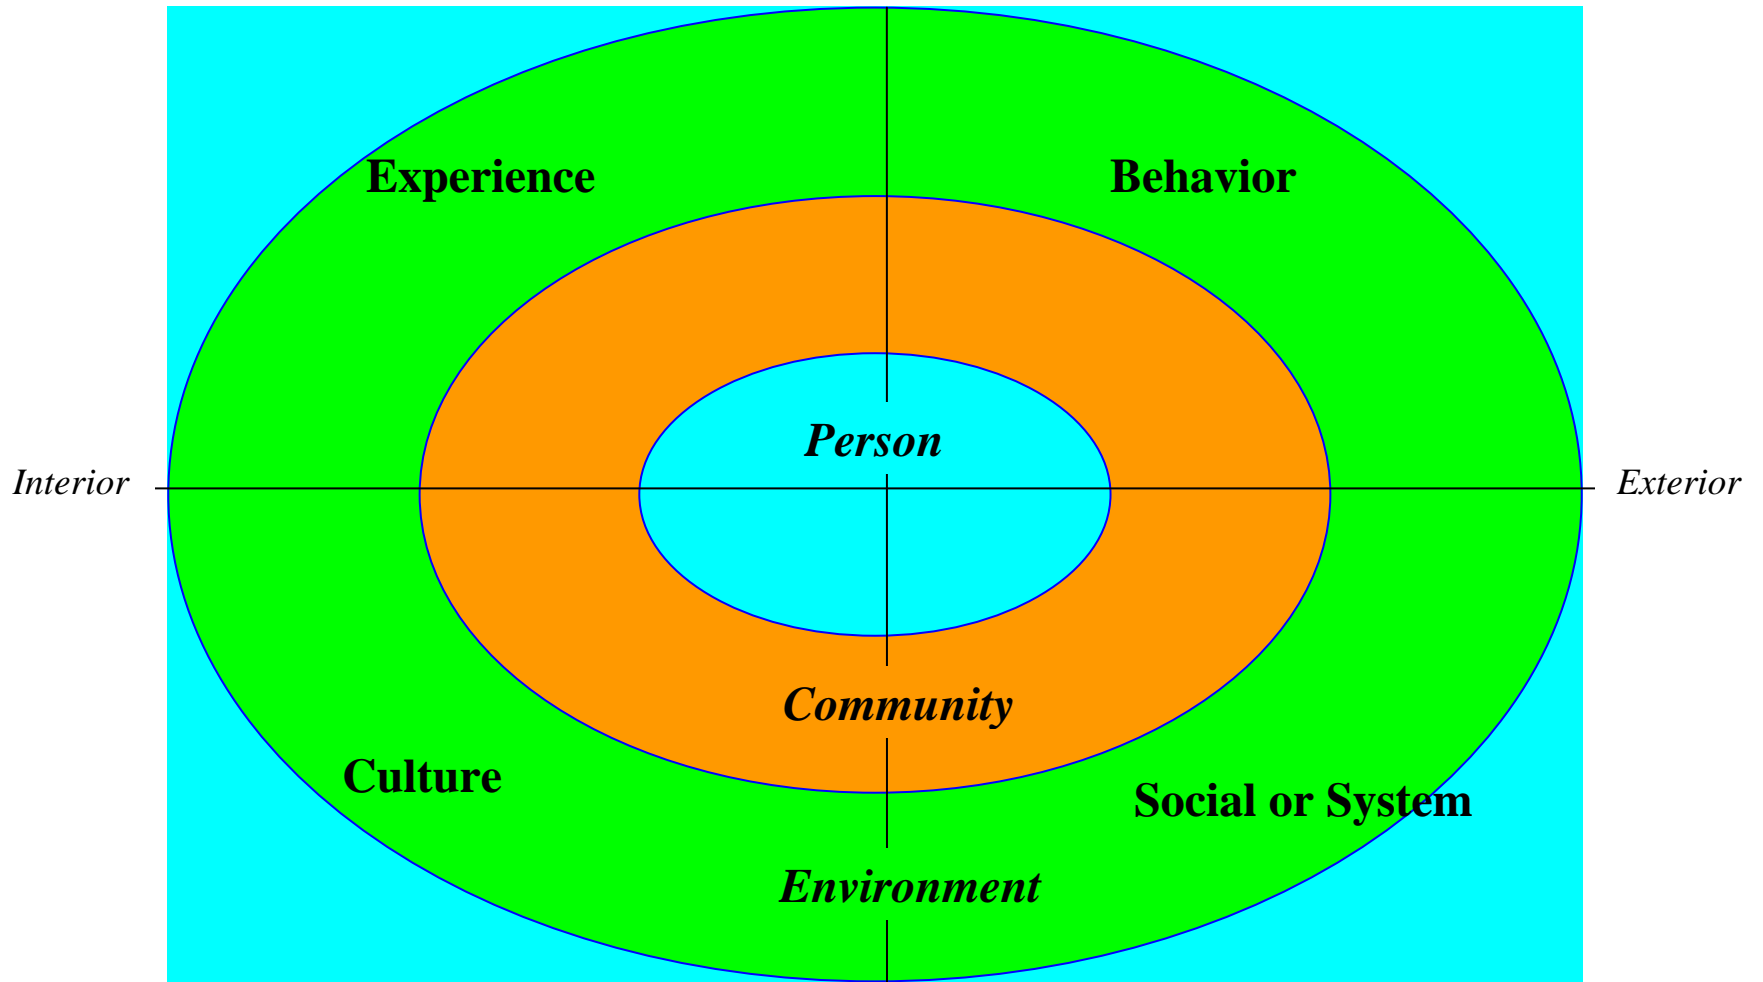 Experience
Behavior
Person
Interior
Exterior
Community
Culture
Social or System
Environment